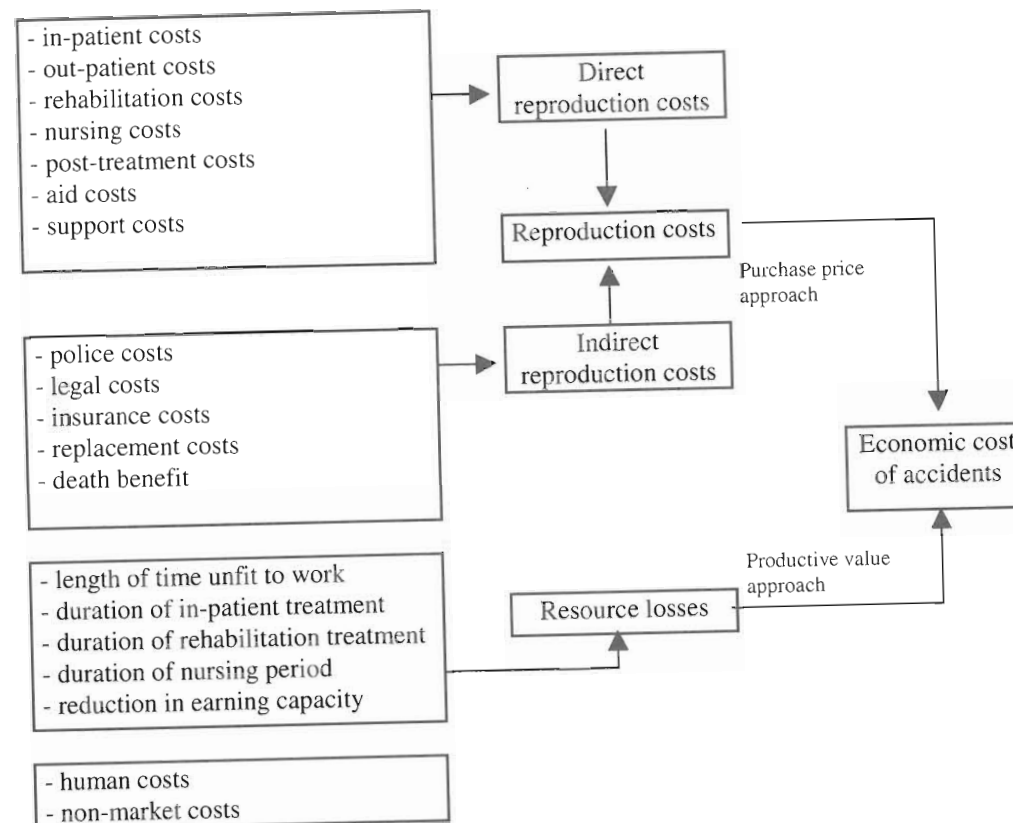 - in-patient costs
- out-patient costs
- rehabilitation costs
- nursing costs
- post-treatment costs
- aid costs
- support costs
Direct
reproduction costs
Reproduction costs
Purchase price
approach
- police costs
- legal costs
- insurance costs
- replacement costs
- death benefit
Indirect
reproduction costs
Economic cost
of accidents
- length of time unfit to work
- duration of in-patient treatment
- duration of rehabilitation treatment
- duration of nursing period
- reduction in earning capacity
Resource losses
Productive value
approach
- human costs
- non-market costs